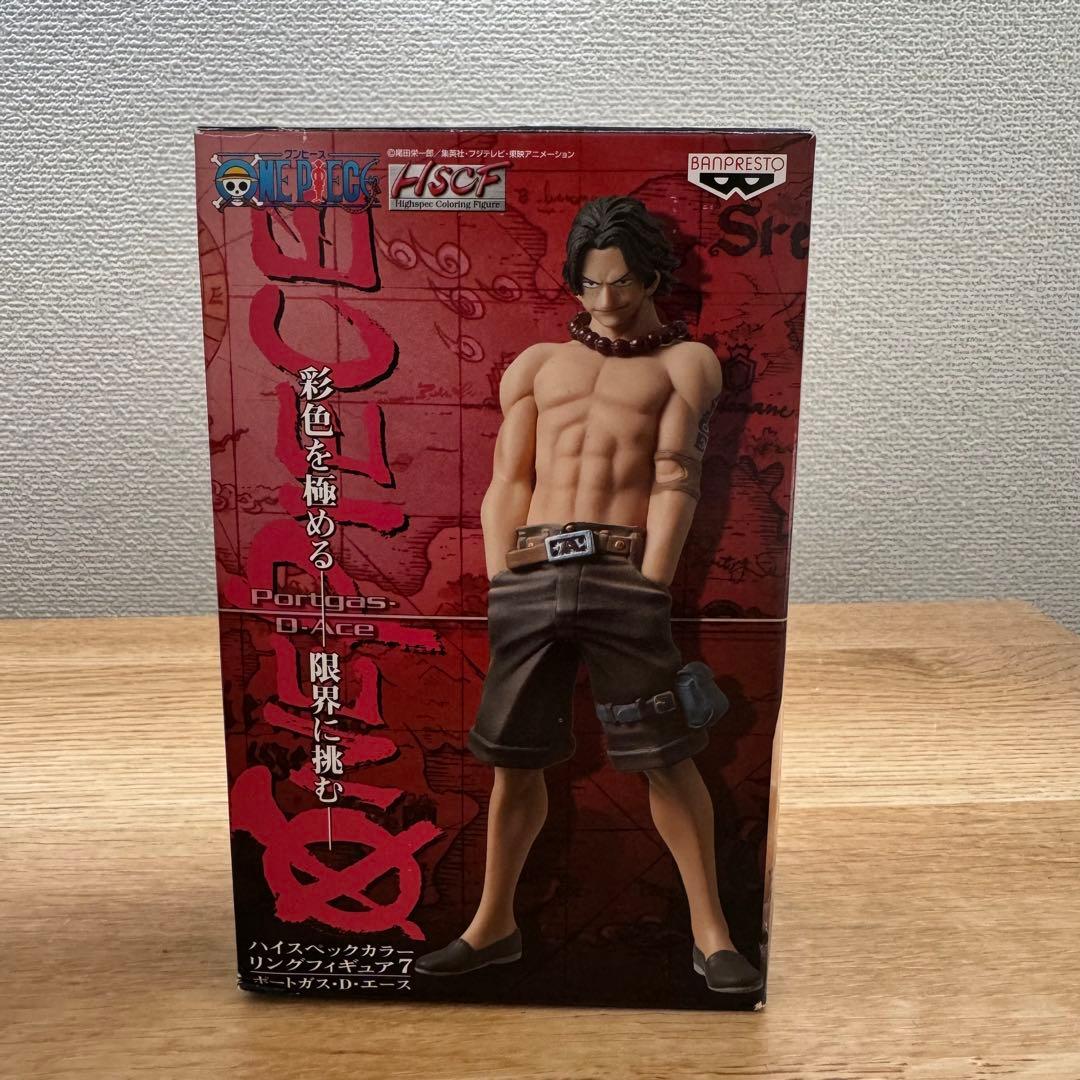 ワンピース
ONE PIECE
©尾田栄一郎／集英社・フジテレビ・東映アニメーション
HSCF
Highspec Coloring Figure
BANPRESTO
彩色を極める——限界に挑む——
Portgas・
D・Ace
ハイスペックカラー
リングフィギュア7
ポートガス・D・エース